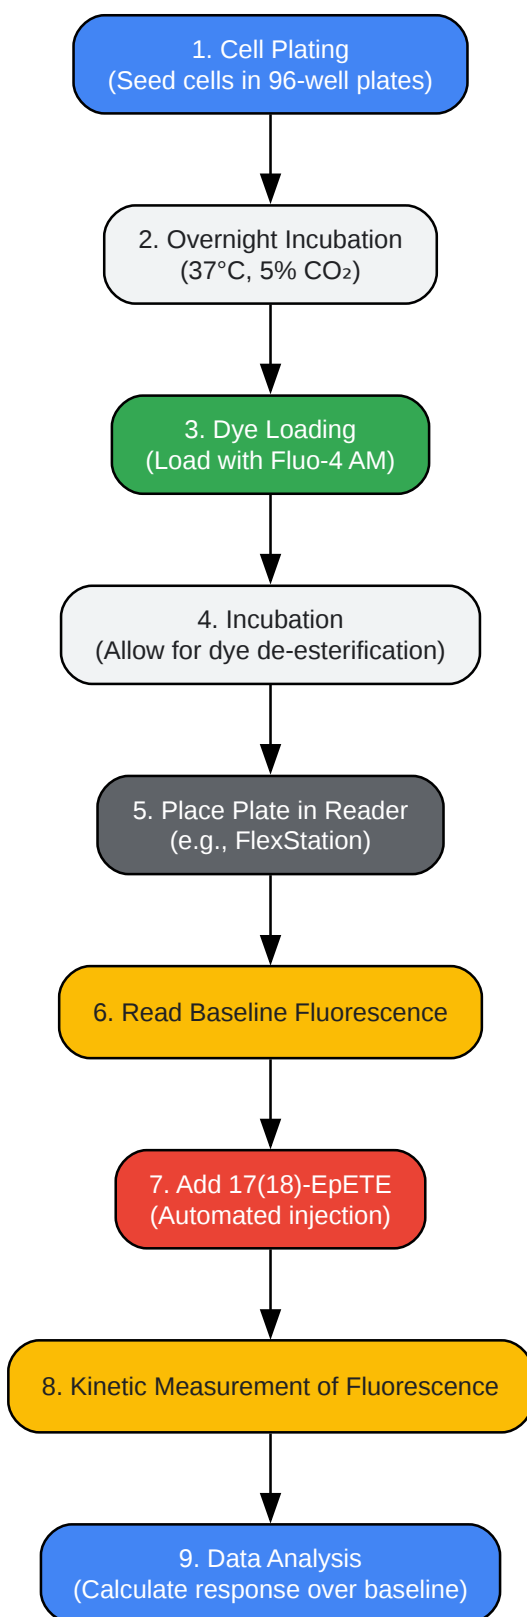 1. Cell Plating
(Seed cells in 96-well plates)
2. Overnight Incubation
(37°C, 5% CO₂)
3. Dye Loading
(Load with Fluo-4 AM)
4. Incubation
(Allow for dye de-esterification)
5. Place Plate in Reader
(e.g., FlexStation)
6. Read Baseline Fluorescence
7. Add 17(18)-EpETE
(Automated injection)
8. Kinetic Measurement of Fluorescence
9. Data Analysis
(Calculate response over baseline)